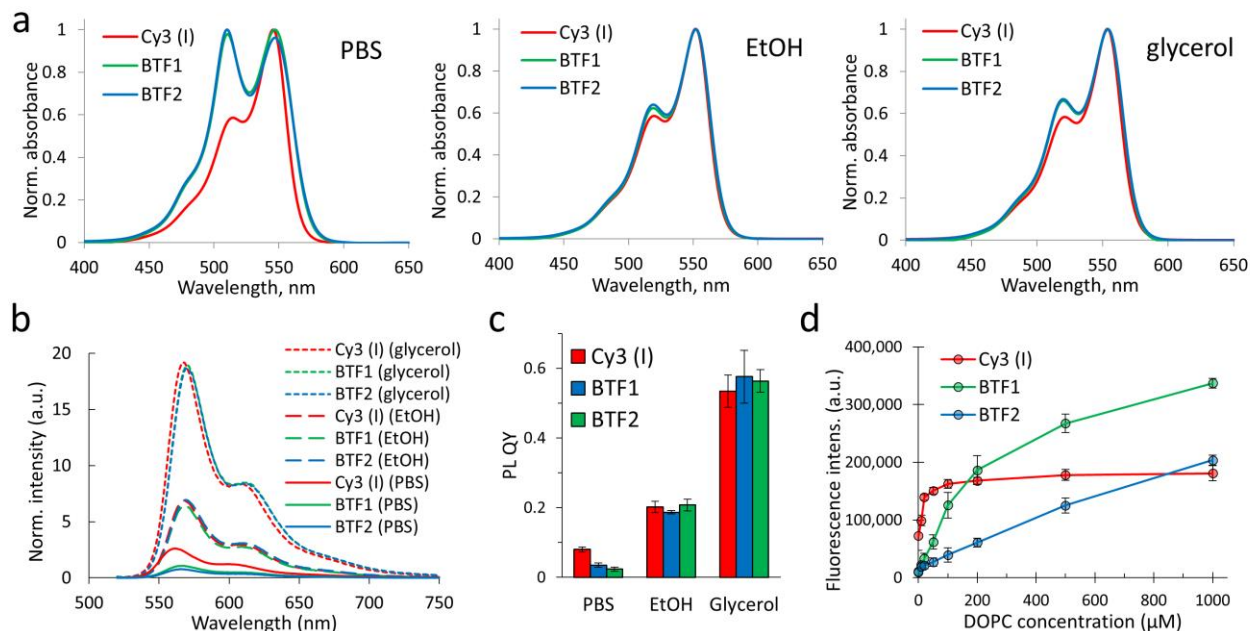 a
Cy3 (I)
BTF1
BTF2
PBS
Norm. absorbance
1
0.8
0.6
0.4
0.2
0
400 450 500 550 600 650
Wavelength, nm
Cy3 (I)
BTF1
BTF2
EtOH
Norm. absorbance
1
0.8
0.6
0.4
0.2
0
400 450 500 550 600 650
Wavelength, nm
Cy3 (I)
BTF1
BTF2
glycerol
Norm. absorbance
1
0.8
0.6
0.4
0.2
0
400 450 500 550 600 650
Wavelength, nm
b
Norm. intensity (a.u.)
20
15
10
5
0
500 550 600 650 700 750
Wavelength (nm)
Cy3 (I) (glycerol)
BTF1 (glycerol)
BTF2 (glycerol)
Cy3 (I) (EtOH)
BTF1 (EtOH)
BTF2 (EtOH)
Cy3 (I) (PBS)
BTF1 (PBS)
BTF2 (PBS)
c
PL QY
0.6
0.4
0.2
0
Cy3 (I)
BTF1
BTF2
PBS EtOH Glycerol
d
Fluorescence intens. (a.u.)
400,000
300,000
200,000
100,000
0
Cy3 (I)
BTF1
BTF2
0 200 400 600 800 1000
DOPC concentration (µM)